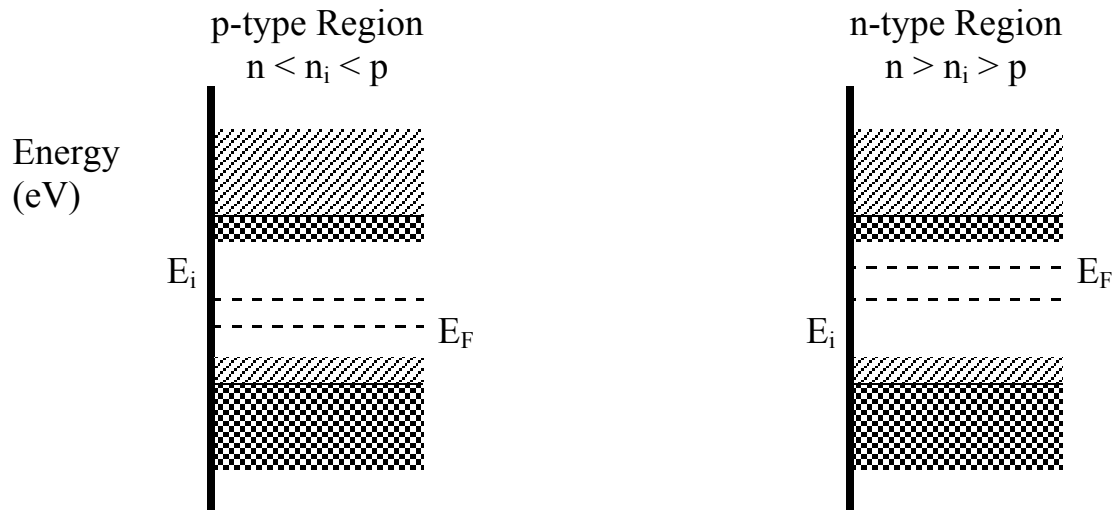 p-type Region
n < nᵢ < p
n-type Region
n > nᵢ > p
Energy
(eV)
Eᵢ
E_F
E_F
Eᵢ